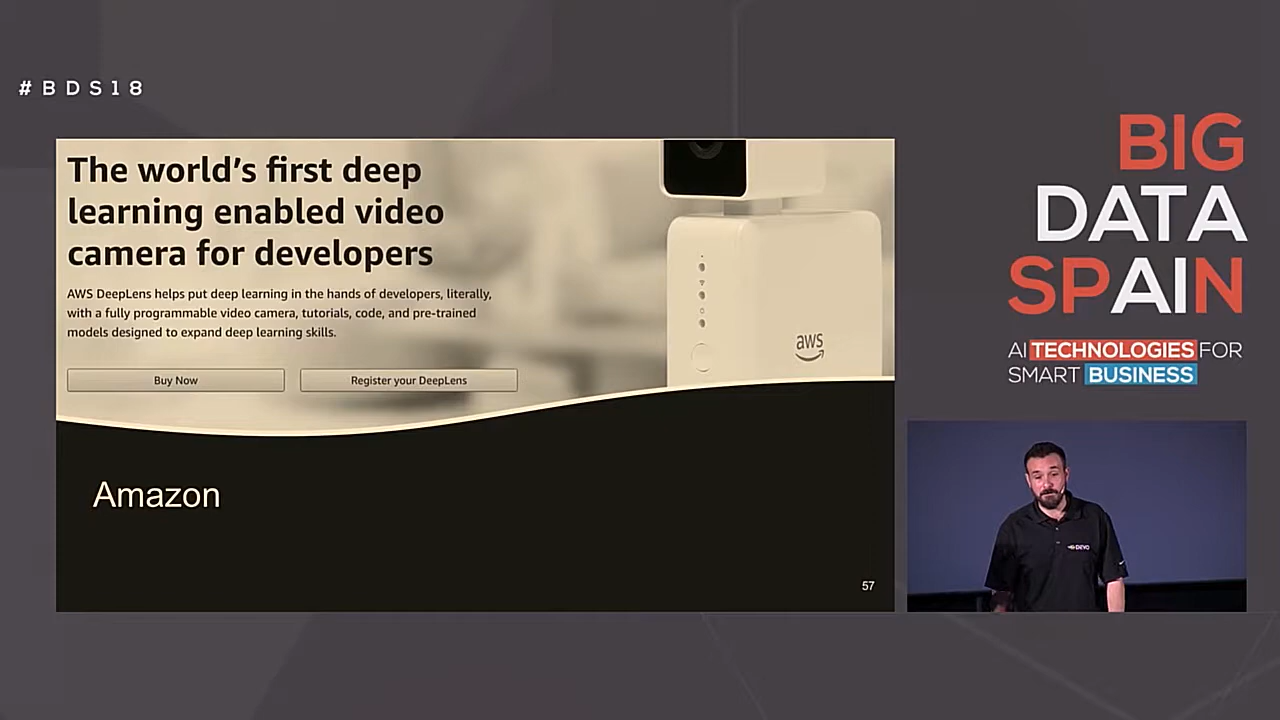 #BDS18
The world's first deep
learning enabled video
camera for developers
AWS DeepLens helps put deep learning in the hands of developers, literally,
with a fully programmable video camera, tutorials, code, and pre-trained
models designed to expand deep learning skills.
Buy Now
Register your DeepLens
aws
Amazon
57
BIG
DATA
SPAIN
AI TECHNOLOGIES FOR
SMART BUSINESS
DEVO